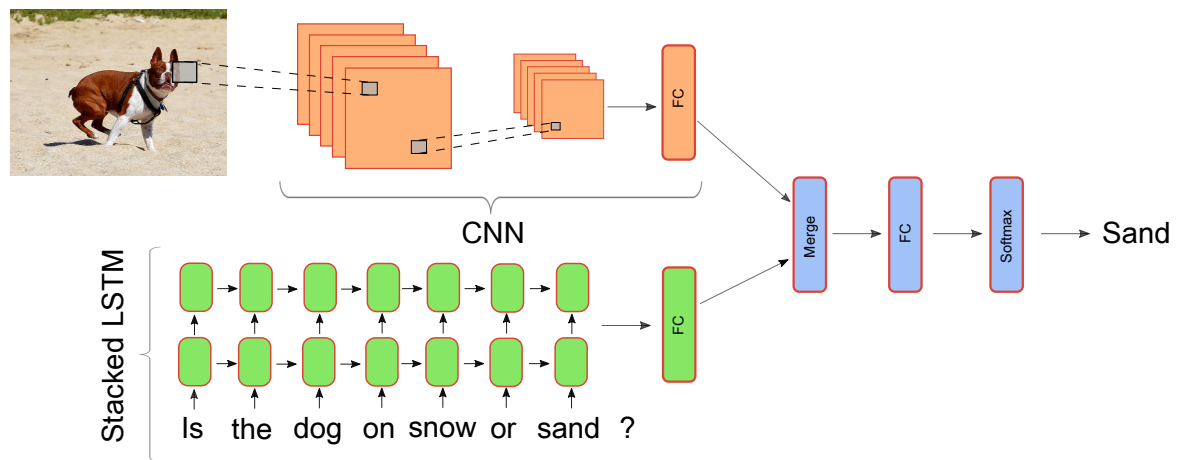 FC
CNN
Merge
FC
Softmax
Sand
Stacked LSTM
FC
Is the dog on snow or sand ?